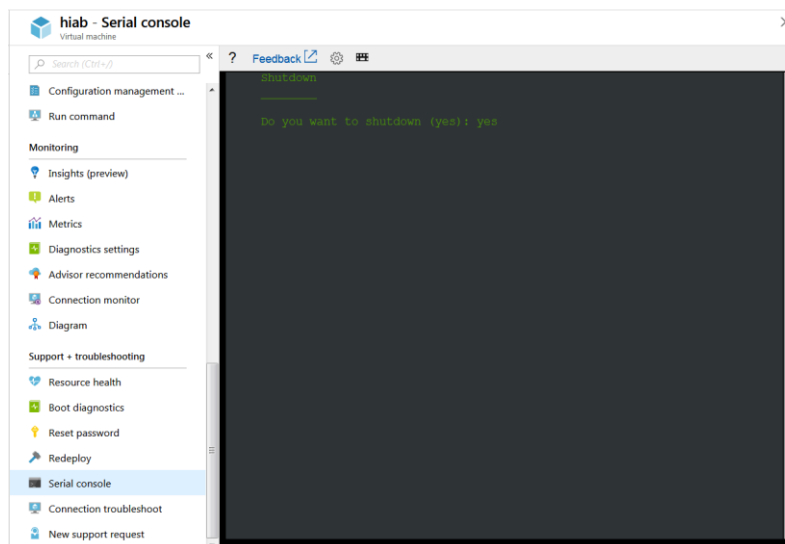 hiab - Serial console
Virtual machine
Search (Ctrl+/)
«
? Feedback
Configuration management ...
Run command
Monitoring
Insights (preview)
Alerts
Metrics
Diagnostics settings
Advisor recommendations
Connection monitor
Diagram
Support + troubleshooting
Resource health
Boot diagnostics
Reset password
Redeploy
Serial console
Connection troubleshoot
New support request
Shutdown
Do you want to shutdown (yes): yes